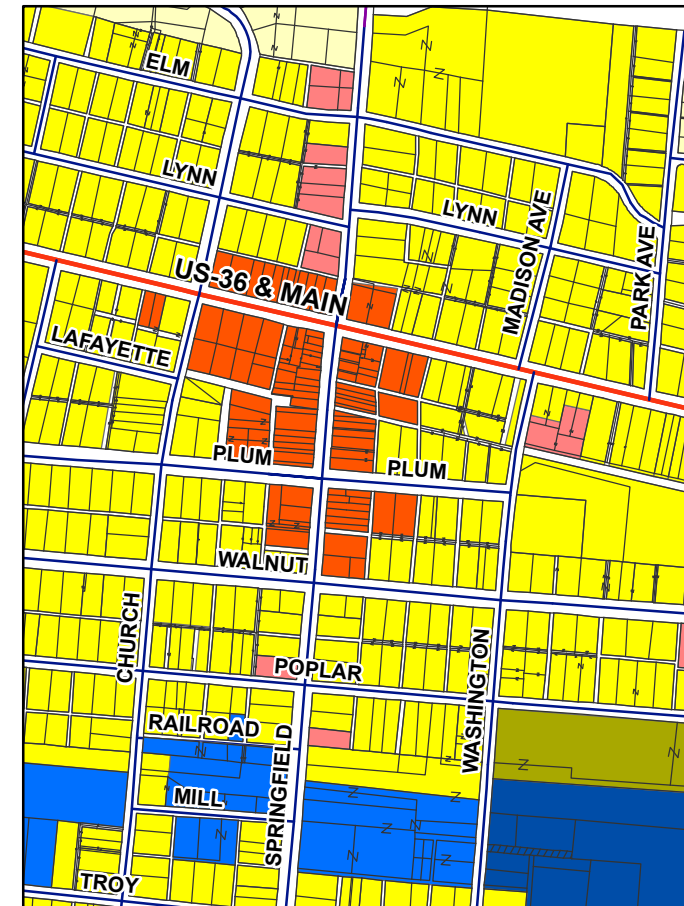 ELM
LYNN
LYNN
MADISON AVE
PARK AVE
US-36 & MAIN
LAFAYETTE
PLUM
PLUM
WALNUT
CHURCH
POPLAR
WASHINGTON
RAILROAD
SPRINGFIELD
MILL
TROY